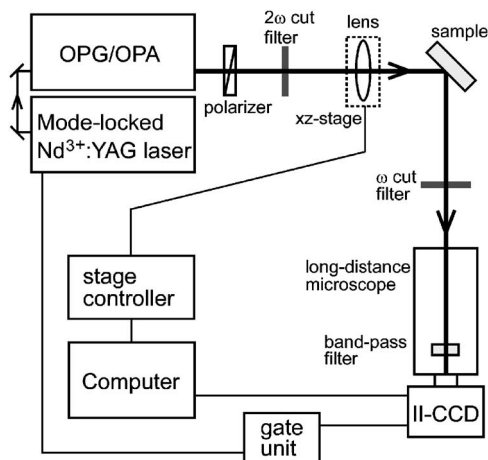 OPG/OPA
Mode-locked
Nd³⁺:YAG laser
polarizer
2ω cut
filter
lens
xz-stage
sample
ω cut
filter
long-distance
microscope
band-pass
filter
II-CCD
stage
controller
Computer
gate
unit